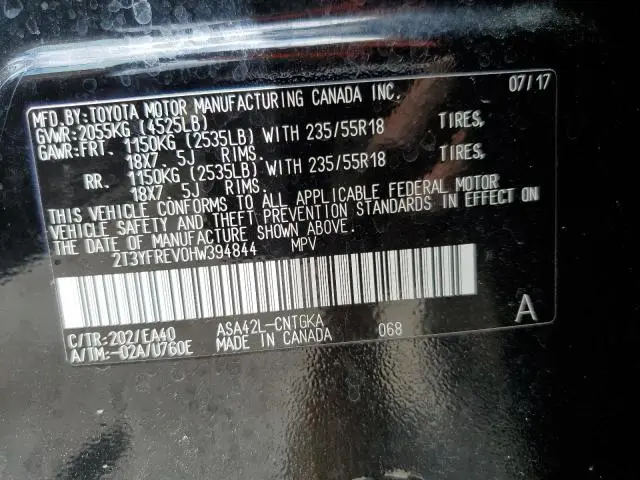 07/17
MFD.BY:TOYOTA MOTOR MANUFACTURING CANADA INC.
GVWR:2055KG (4525LB)
GAWR:FRT. 1150KG (2535LB) WITH 235/55R18 TIRES,
18X7.5J RIMS.
RR. 1150KG (2535LB) WITH 235/55R18 TIRES,
18X7.5J RIMS.
THIS VEHICLE CONFORMS TO ALL APPLICABLE FEDERAL MOTOR
VEHICLE SAFETY AND THEFT PREVENTION STANDARDS IN EFFECT ON
THE DATE OF MANUFACTURE SHOWN ABOVE.
2T3YFREV0HW394844 MPV
C/TR:202/EA40 ASA42L-CNTGKA 068 A
A/TM:-02A/U760E MADE IN CANADA